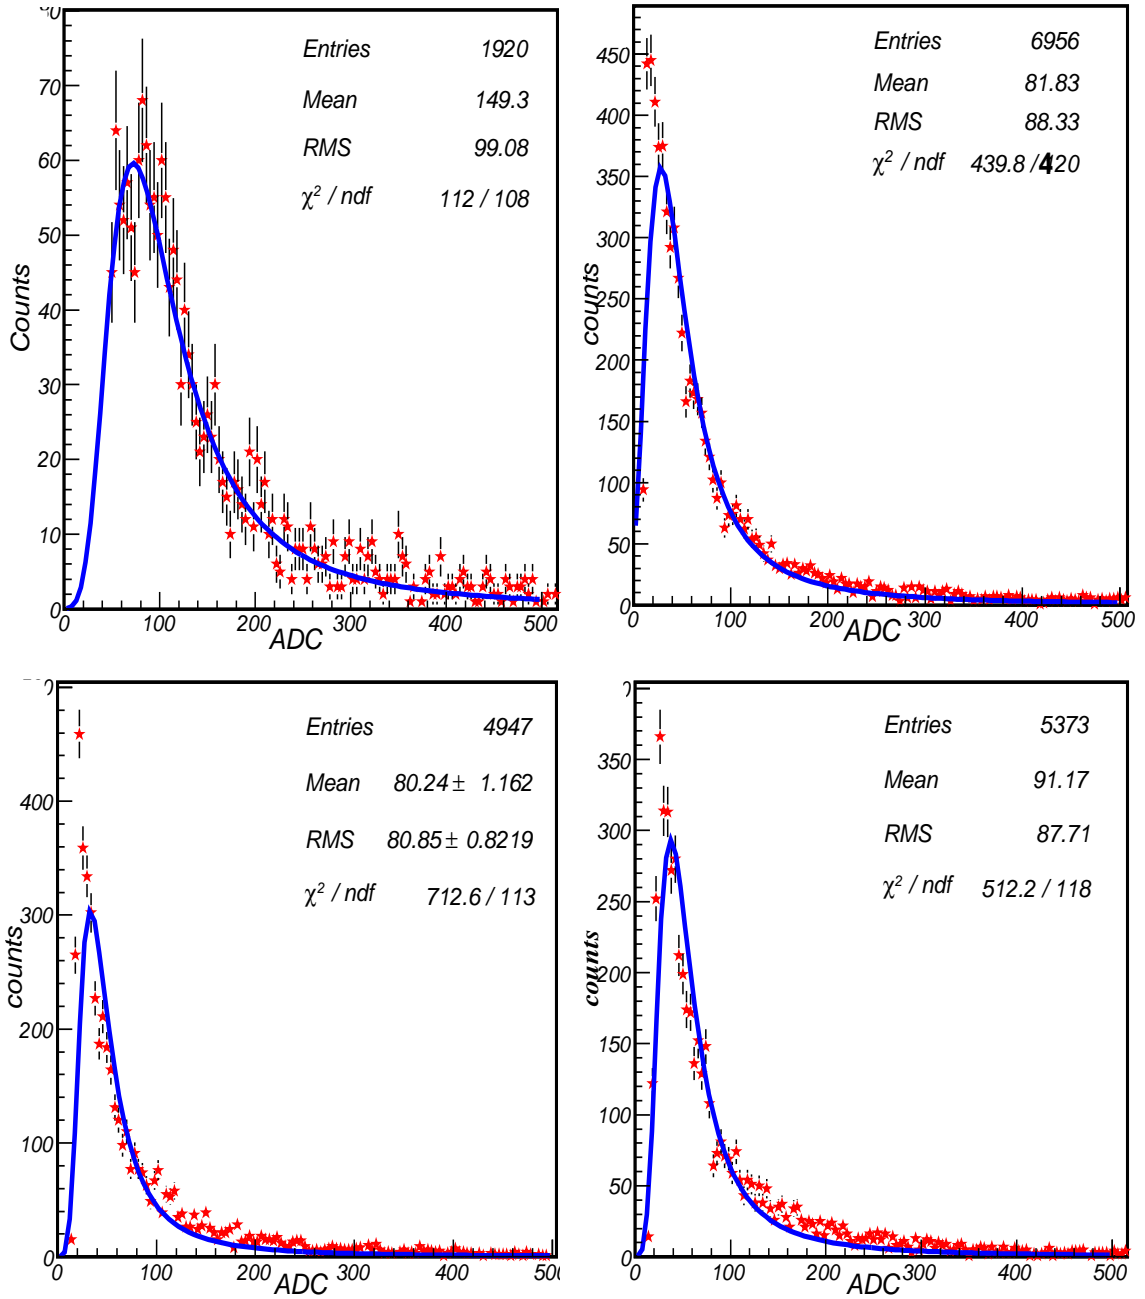 Entries 1920
Mean 149.3
RMS 99.08
χ² / ndf 112 / 108
70
60
50
40
30
20
10
0
Counts
0 100 200 300 400 500
ADC
Entries 6956
Mean 81.83
RMS 88.33
χ² / ndf 439.8 / 420
450
400
350
300
250
200
150
100
50
0
counts
0 100 200 300 400 500
ADC
Entries 4947
Mean 80.24 ± 1.162
RMS 80.85 ± 0.8219
χ² / ndf 712.6 / 113
400
300
200
100
0
counts
0 100 200 300 400 50
ADC
Entries 5373
Mean 91.17
RMS 87.71
χ² / ndf 512.2 / 118
350
300
250
200
150
100
50
0
counts
0 100 200 300 400 500
ADC